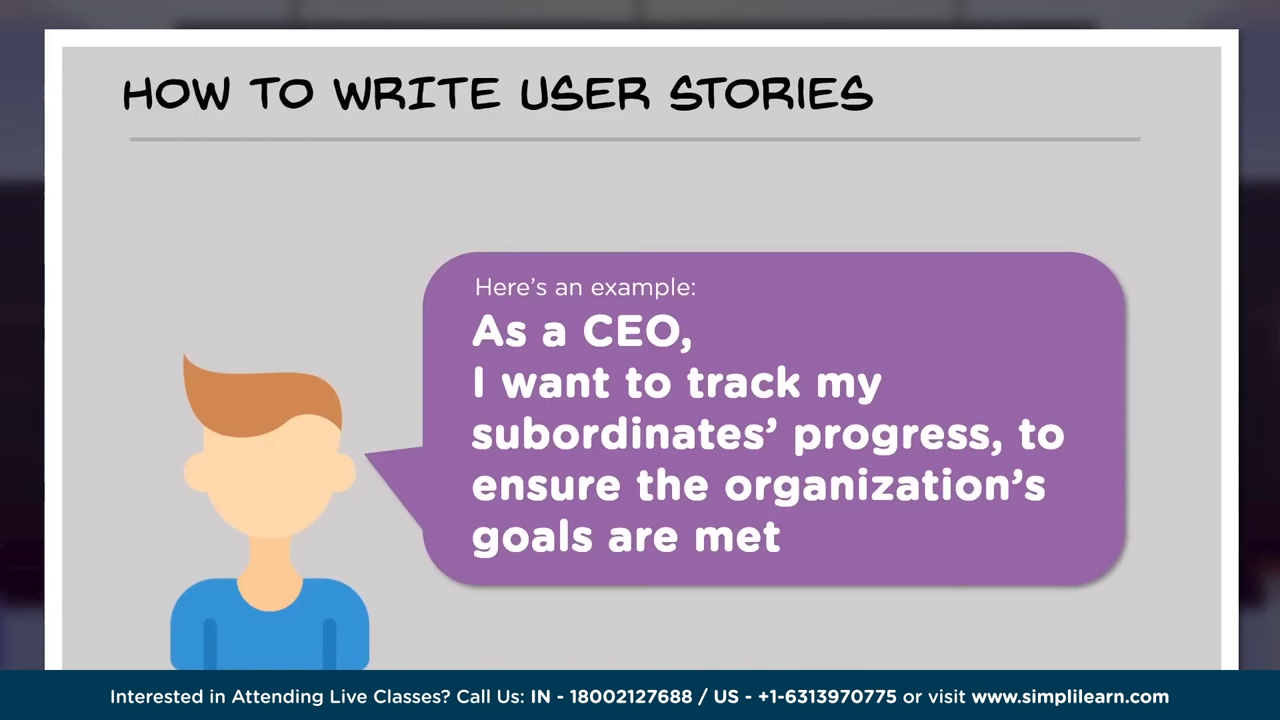 HOW TO WRITE USER STORIES
Here's an example:
As a CEO,
I want to track my
subordinates' progress, to
ensure the organization's
goals are met
Interested in Attending Live Classes? Call Us: IN - 18002127688 / US - +1-6313970775 or visit www.simplilearn.com